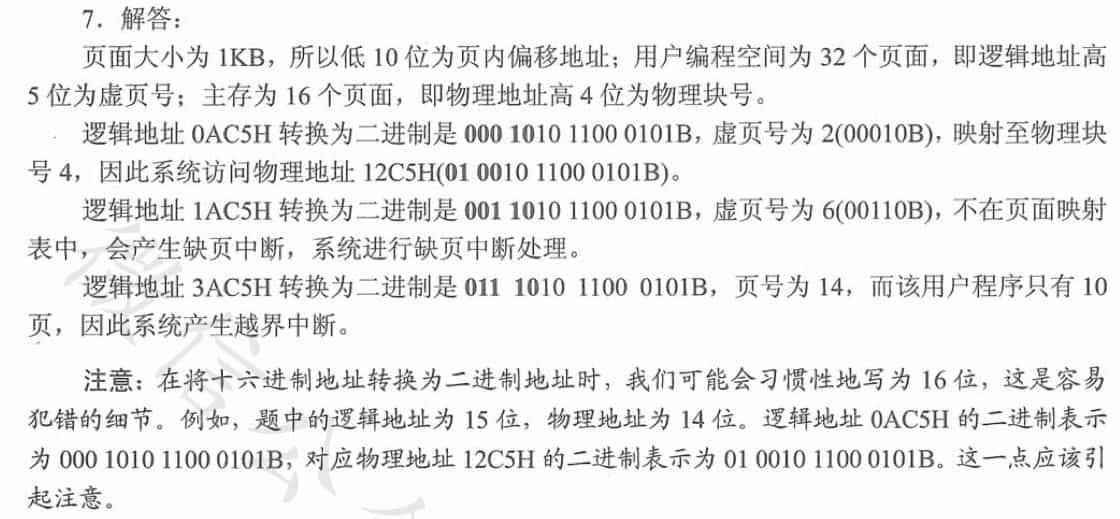 7．解答：
页面大小为 1KB，所以低 10 位为页内偏移地址；用户编程空间为 32 个页面，即逻辑地址高
5 位为虚页号；主存为 16 个页面，即物理地址高 4 位为物理块号。
逻辑地址 0AC5H 转换为二进制是 000 1010 1100 0101B，虚页号为 2(00010B)，映射至物理块
号 4，因此系统访问物理地址 12C5H(01 0010 1100 0101B)。
逻辑地址 1AC5H 转换为二进制是 001 1010 1100 0101B，虚页号为 6(00110B)，不在页面映射
表中，会产生缺页中断，系统进行缺页中断处理。
逻辑地址 3AC5H 转换为二进制是 011 1010 1100 0101B，页号为 14，而该用户程序只有 10
页，因此系统产生越界中断。
注意：在将十六进制地址转换为二进制地址时，我们可能会习惯性地写为 16 位，这是容易
犯错的细节。例如，题中的逻辑地址为 15 位，物理地址为 14 位。逻辑地址 0AC5H 的二进制表示
为 000 1010 1100 0101B，对应物理地址 12C5H 的二进制表示为 01 0010 1100 0101B。这一点应该引
起注意。